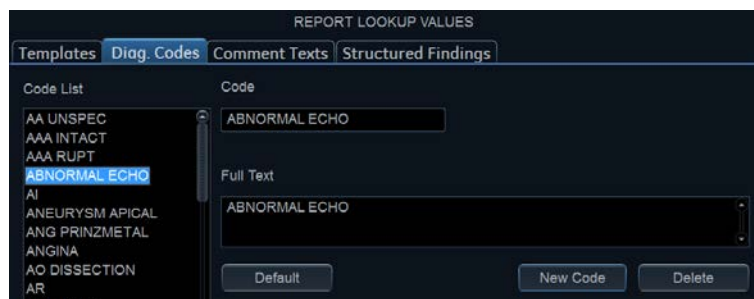 REPORT LOOKUP VALUES
Templates Diag. Codes Comment Texts Structured Findings
Code List
AA UNSPEC
AAA INTACT
AAA RUPT
ABNORMAL ECHO
AI
ANEURYSM APICAL
ANG PRINZMETAL
ANGINA
AO DISSECTION
AR
Code
ABNORMAL ECHO
Full Text
ABNORMAL ECHO
Default New Code Delete